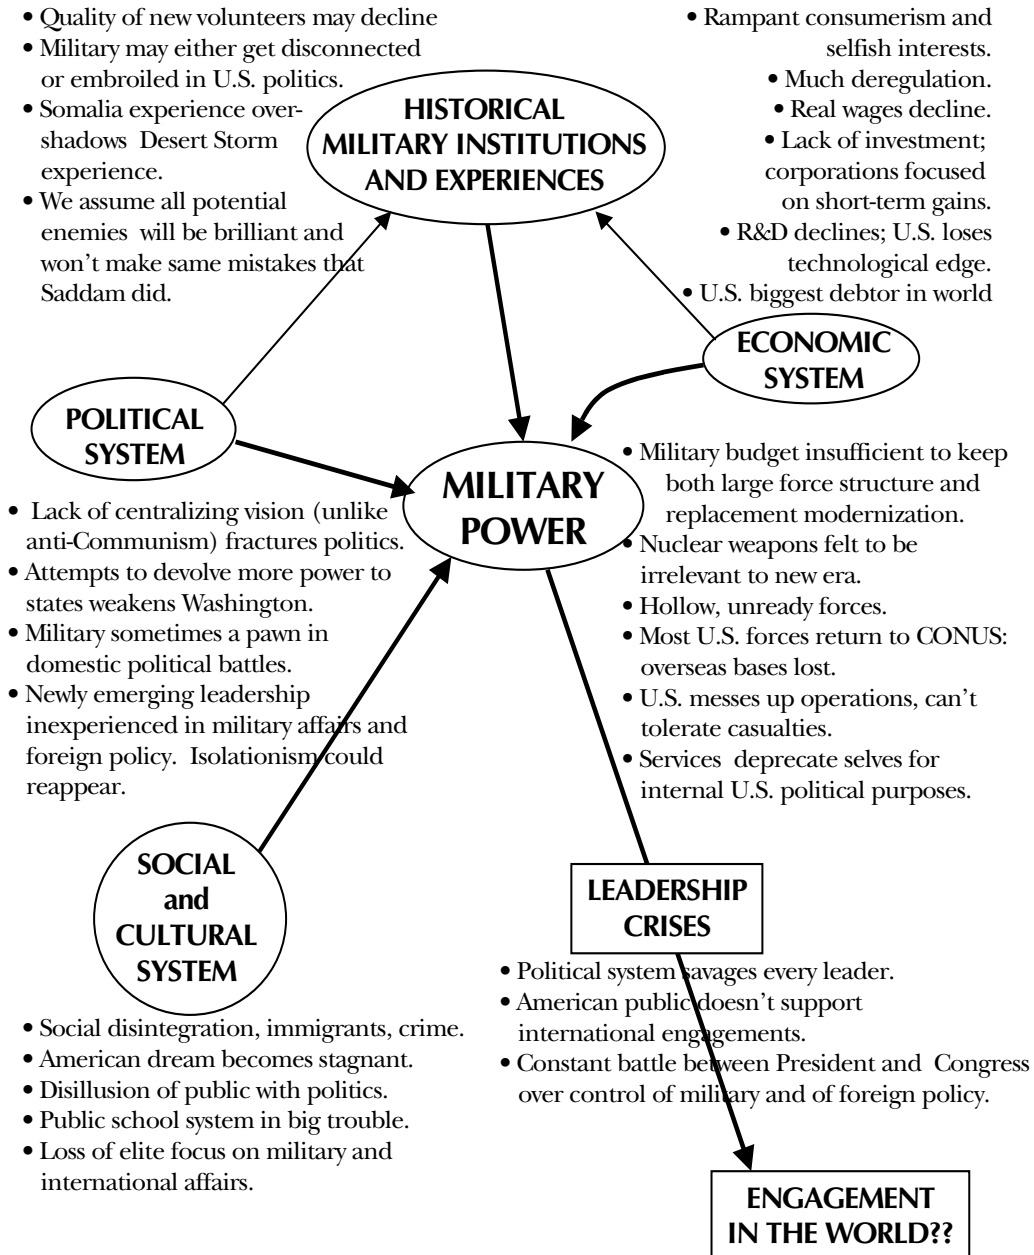 • Quality of new volunteers may decline
• Military may either get disconnected
or embroiled in U.S. politics.
• Somalia experience over-
shadows Desert Storm
experience.
• We assume all potential
enemies will be brilliant and
won't make same mistakes that
Saddam did.
HISTORICAL
MILITARY INSTITUTIONS
AND EXPERIENCES
• Rampant consumerism and
selfish interests.
• Much deregulation.
• Real wages decline.
• Lack of investment;
corporations focused
on short-term gains.
• R&D declines; U.S. loses
technological edge.
• U.S. biggest debtor in world
ECONOMIC
SYSTEM
POLITICAL
SYSTEM
MILITARY
POWER
• Lack of centralizing vision (unlike
anti-Communism) fractures politics.
• Attempts to devolve more power to
states weakens Washington.
• Military sometimes a pawn in
domestic political battles.
• Newly emerging leadership
inexperienced in military affairs and
foreign policy. Isolationism could
reappear.
• Military budget insufficient to keep
both large force structure and
replacement modernization.
• Nuclear weapons felt to be
irrelevant to new era.
• Hollow, unready forces.
• Most U.S. forces return to CONUS:
overseas bases lost.
• U.S. messes up operations, can't
tolerate casualties.
• Services deprecate selves for
internal U.S. political purposes.
SOCIAL
and
CULTURAL
SYSTEM
LEADERSHIP
CRISES
• Social disintegration, immigrants, crime.
• American dream becomes stagnant.
• Disillusion of public with politics.
• Public school system in big trouble.
• Loss of elite focus on military and
international affairs.
• Political system savages every leader.
• American public doesn't support
international engagements.
• Constant battle between President and Congress
over control of military and of foreign policy.
ENGAGEMENT
IN THE WORLD??